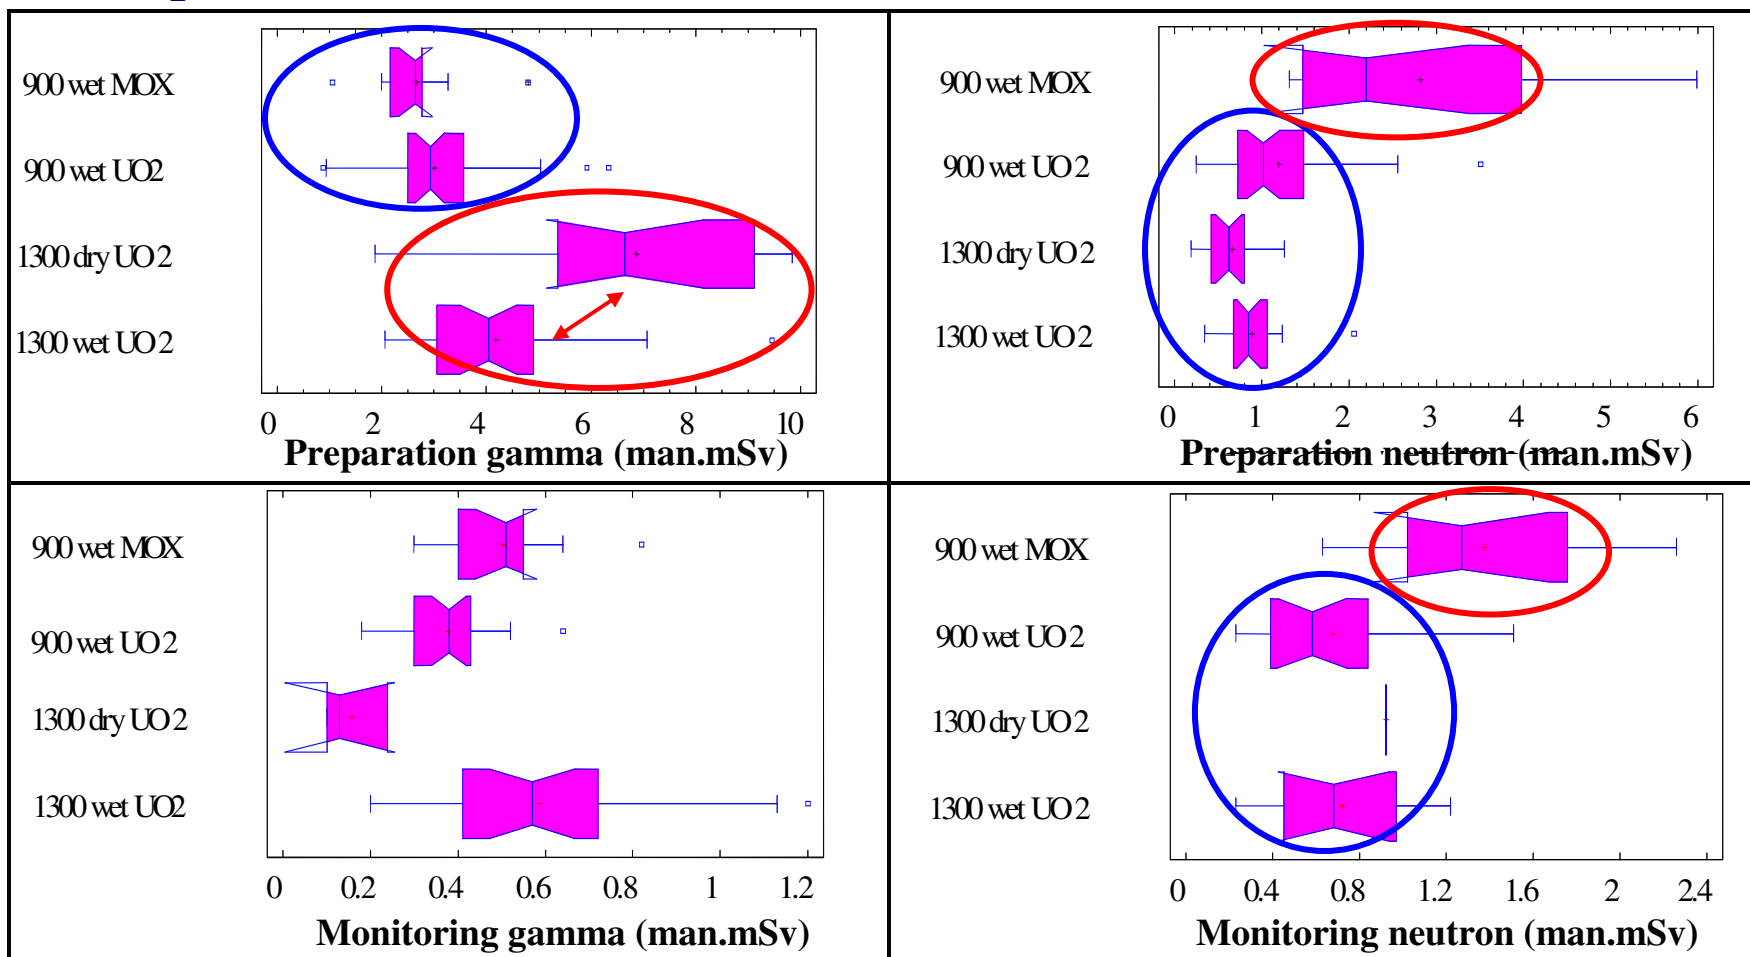 900 wet MOX
900 wet UO2
1300 dry UO 2
1300 wet UO 2
0 2 4 6 8 10
Preparation gamma (man.mSv)
900 wet MOX
900 wet UO 2
1300 dry UO 2
1300 wet UO 2
0 1 2 3 4 5 6
Preparation neutron (man.mSv)
900 wet MOX
900 wet UO 2
1300 dry UO 2
1300 wet UO2
0 0.2 0.4 0.6 0.8 1 1.2
Monitoring gamma (man.mSv)
900 wet MOX
900 wet UO 2
1300 dry UO 2
1300 wet UO 2
0 0.4 0.8 1.2 1.6 2 2.4
Monitoring neutron (man.mSv)